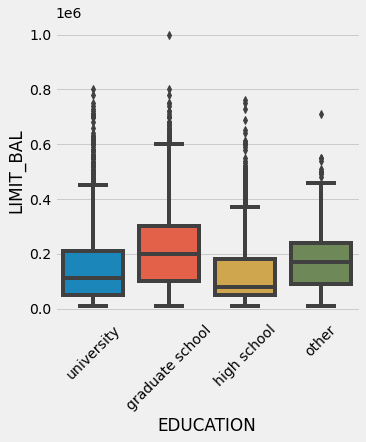 1e6
1.0
0.8
0.6
0.4
0.2
0.0
LIMIT_BAL
university
graduate school
high school
other
EDUCATION